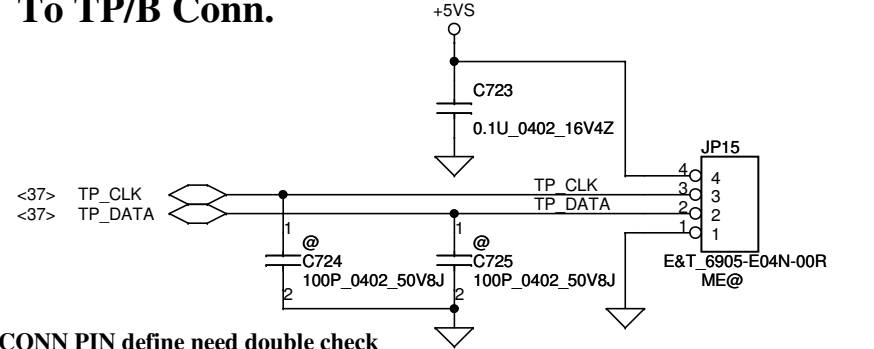 To TP/B Conn.
+5VS
C723
0.1U_0402_16V4Z
JP15
4 4
<37> TP_CLK TP_CLK 3 3
<37> TP_DATA TP_DATA 2 2
1 1
1 1
@ @
C724 C725
100P_0402_50V8J 100P_0402_50V8J
2 2
E&T_6905-E04N-00R
ME@
CONN PIN define need double check